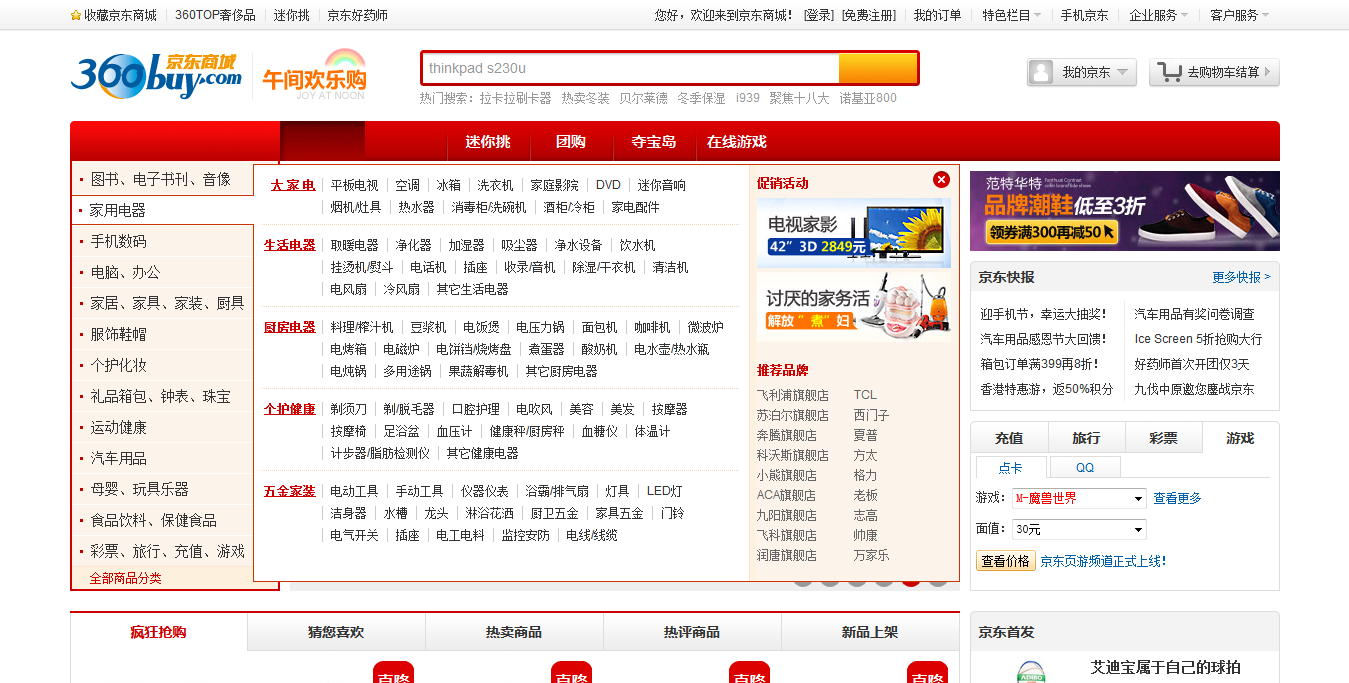 收藏京东商城 360TOP奢侈品 迷你挑 京东好药师 您好，欢迎来到京东商城！ [登录] [免费注册] 我的订单 特色栏目 手机京东 企业服务 客户服务
360buy.com 京东商城 午间欢乐购 JOY AT NOON
thinkpad s230u
我的京东 去购物车结算
热门搜索： 拉卡拉刷卡器 热卖冬装 贝尔莱德 冬季保湿 i939 聚焦十八大 诺基亚800
迷你挑 团购 夺宝岛 在线游戏
图书、电子书刊、音像
家用电器
手机数码
电脑、办公
家居、家具、家装、厨具
服饰鞋帽
个护化妆
礼品箱包、钟表、珠宝
运动健康
汽车用品
母婴、玩具乐器
食品饮料、保健食品
彩票、旅行、充值、游戏
全部商品分类
大 家 电 平板电视 空调 冰箱 洗衣机 家庭影院 DVD 迷你音响
烟机/灶具 热水器 消毒柜/洗碗机 酒柜/冷柜 家电配件
生活电器 取暖电器 净化器 加湿器 吸尘器 净水设备 饮水机
挂烫机/熨斗 电话机 插座 收录/音机 除湿/干衣机 清洁机
电风扇 冷风扇 其它生活电器
厨房电器 料理/榨汁机 豆浆机 电饭煲 电压力锅 面包机 咖啡机 微波炉
电烤箱 电磁炉 电饼铛/烧烤盘 煮蛋器 酸奶机 电水壶/热水瓶
电炖锅 多用途锅 果蔬解毒机 其它厨房电器
个护健康 剃须刀 剃/脱毛器 口腔护理 电吹风 美容 美发 按摩器
按摩椅 足浴盆 血压计 健康秤/厨房秤 血糖仪 体温计
计步器/脂肪检测仪 其它健康电器
五金家装 电动工具 手动工具 仪器仪表 浴霸/排气扇 灯具 LED灯
洁身器 水槽 龙头 淋浴花洒 厨卫五金 家具五金 门铃
电气开关 插座 电工电料 监控安防 电线/线缆
促销活动
电视家影
42” 3D 2849元
讨厌的家务活
解放“煮”妇
推荐品牌
飞利浦旗舰店 TCL
苏泊尔旗舰店 西门子
奔腾旗舰店 夏普
科沃斯旗舰店 方太
小熊旗舰店 格力
ACA旗舰店 老板
九阳旗舰店 志高
飞科旗舰店 帅康
润唐旗舰店 万家乐
范特华特
品牌潮鞋低至3折
领券满300再减50
京东快报 更多快报 >
迎手机节，幸运大抽奖！ 汽车用品有奖问卷调查
汽车用品感恩节大回馈！ Ice Screen 5折抢购大行
箱包订单满399再8折！ 好药师首次开团仅3天
香港特惠游，返50%积分 九伐中原邀您鏖战京东
充值 旅行 彩票 游戏
点卡 QQ
游戏： M-魔兽世界 查看更多
面值： 30元
查看价格 京东页游频道正式上线！
疯狂抢购 猜您喜欢 热卖商品 热评商品 新品上架
直降 直降 直降 直降
京东首发
艾迪宝属于自己的球拍